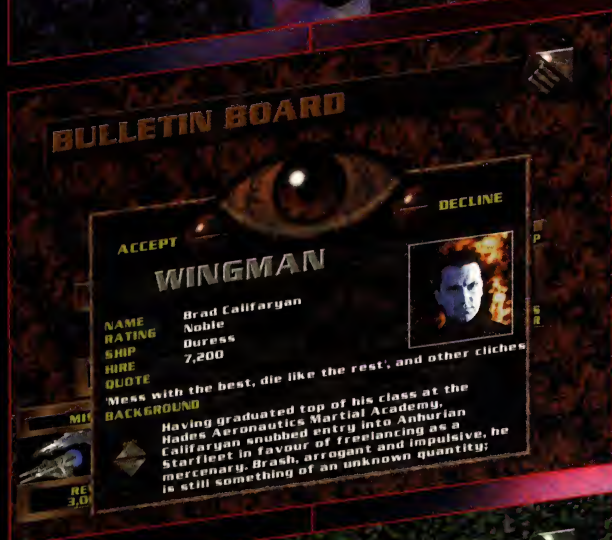 BULLETIN BOARD
ACCEPT
DECLINE
WINGMAN
NAME Brad Califaryan
RATING Noble
SHIP Duress
HIRE 7,200
QUOTE
'Mess with the best, die like the rest', and other cliches
BACKGROUND
Having graduated top of his class at the
Hades Aeronautics Martial Academy,
Califaryan snubbed entry into Anhurian
Starfleet in favour of freelancing as a
mercenary. Brash, arrogant and impulsive, he
is still something of an unknown quantity;